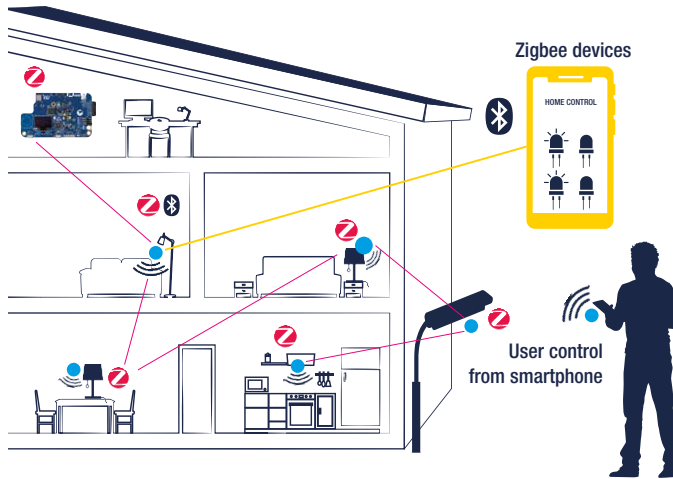 Zigbee devices
HOME CONTROL
User control
from smartphone